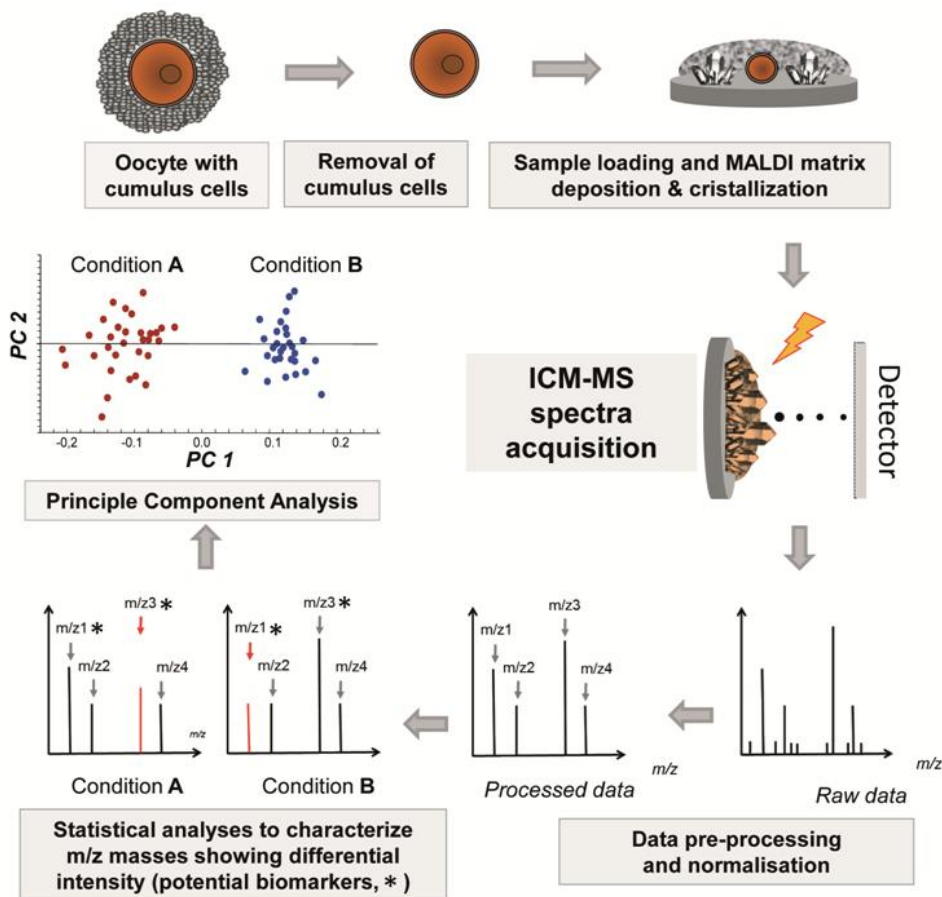 Oocyte with
cumulus cells
Removal of
cumulus cells
Sample loading and MALDI matrix
deposition & cristallization
ICM-MS
spectra
acquisition
Detector
Raw data
m/z
Data pre-processing
and normalisation
m/z1
m/z2
m/z3
m/z4
m/z
Processed data
m/z1 *
m/z2
m/z3 *
m/z4
m/z
Condition A
m/z1 *
m/z2
m/z3 *
m/z4
m/z
Condition B
Statistical analyses to characterize
m/z masses showing differential
intensity (potential biomarkers, * )
Condition A
Condition B
PC 2
-0,2 -0.1 0.0 0.1 0.2
PC 1
Principle Component Analysis